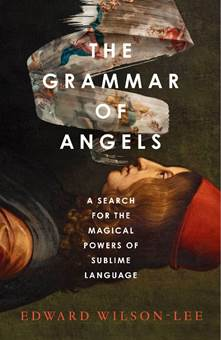 THE
GRAMMAR
OF
ANGELS
A SEARCH
FOR THE
MAGICAL
POWERS OF
SUBLIME
LANGUAGE
EDWARD WILSON-LEE